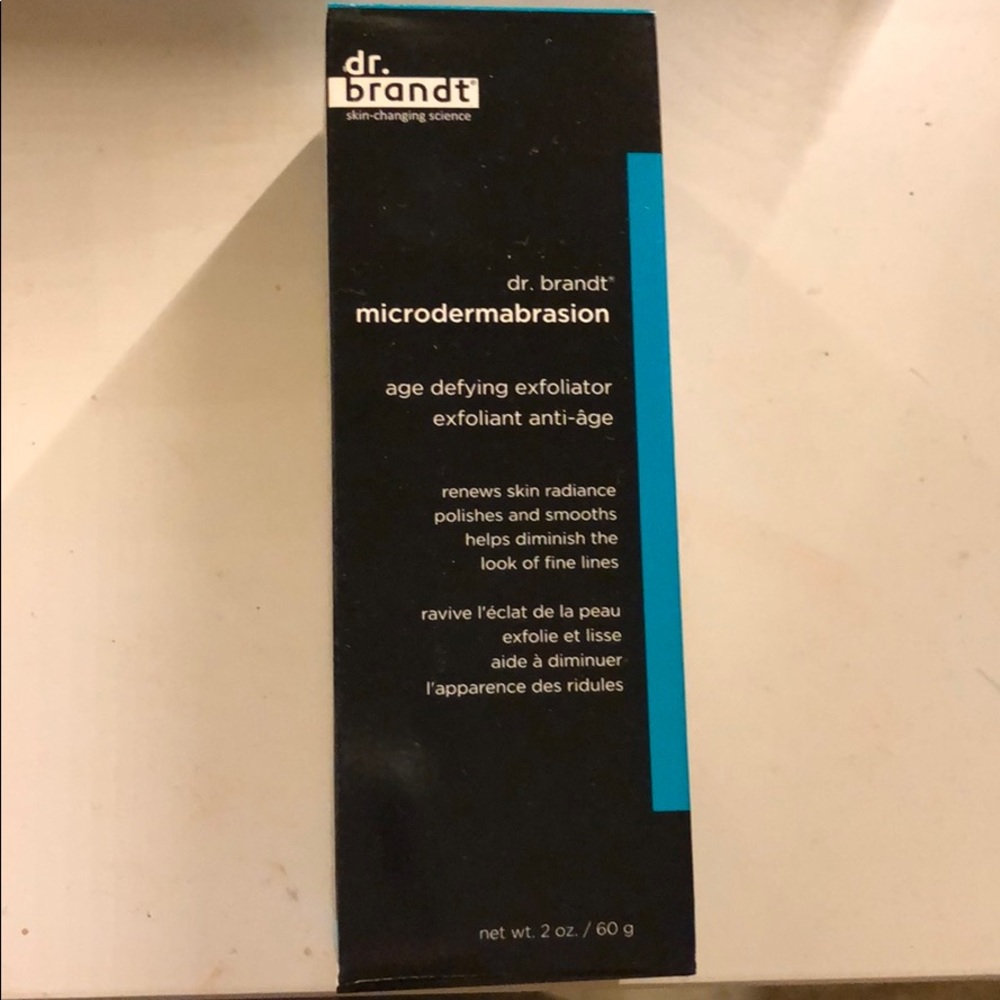 dr.
brandt®
skin-changing science
dr. brandt®
microdermabrasion
age defying exfoliator
exfoliant anti-âge
renews skin radiance
polishes and smooths
helps diminish the
look of fine lines
ravive l'éclat de la peau
exfolie et lisse
aide à diminuer
l'apparence des ridules
net wt. 2 oz. / 60 g